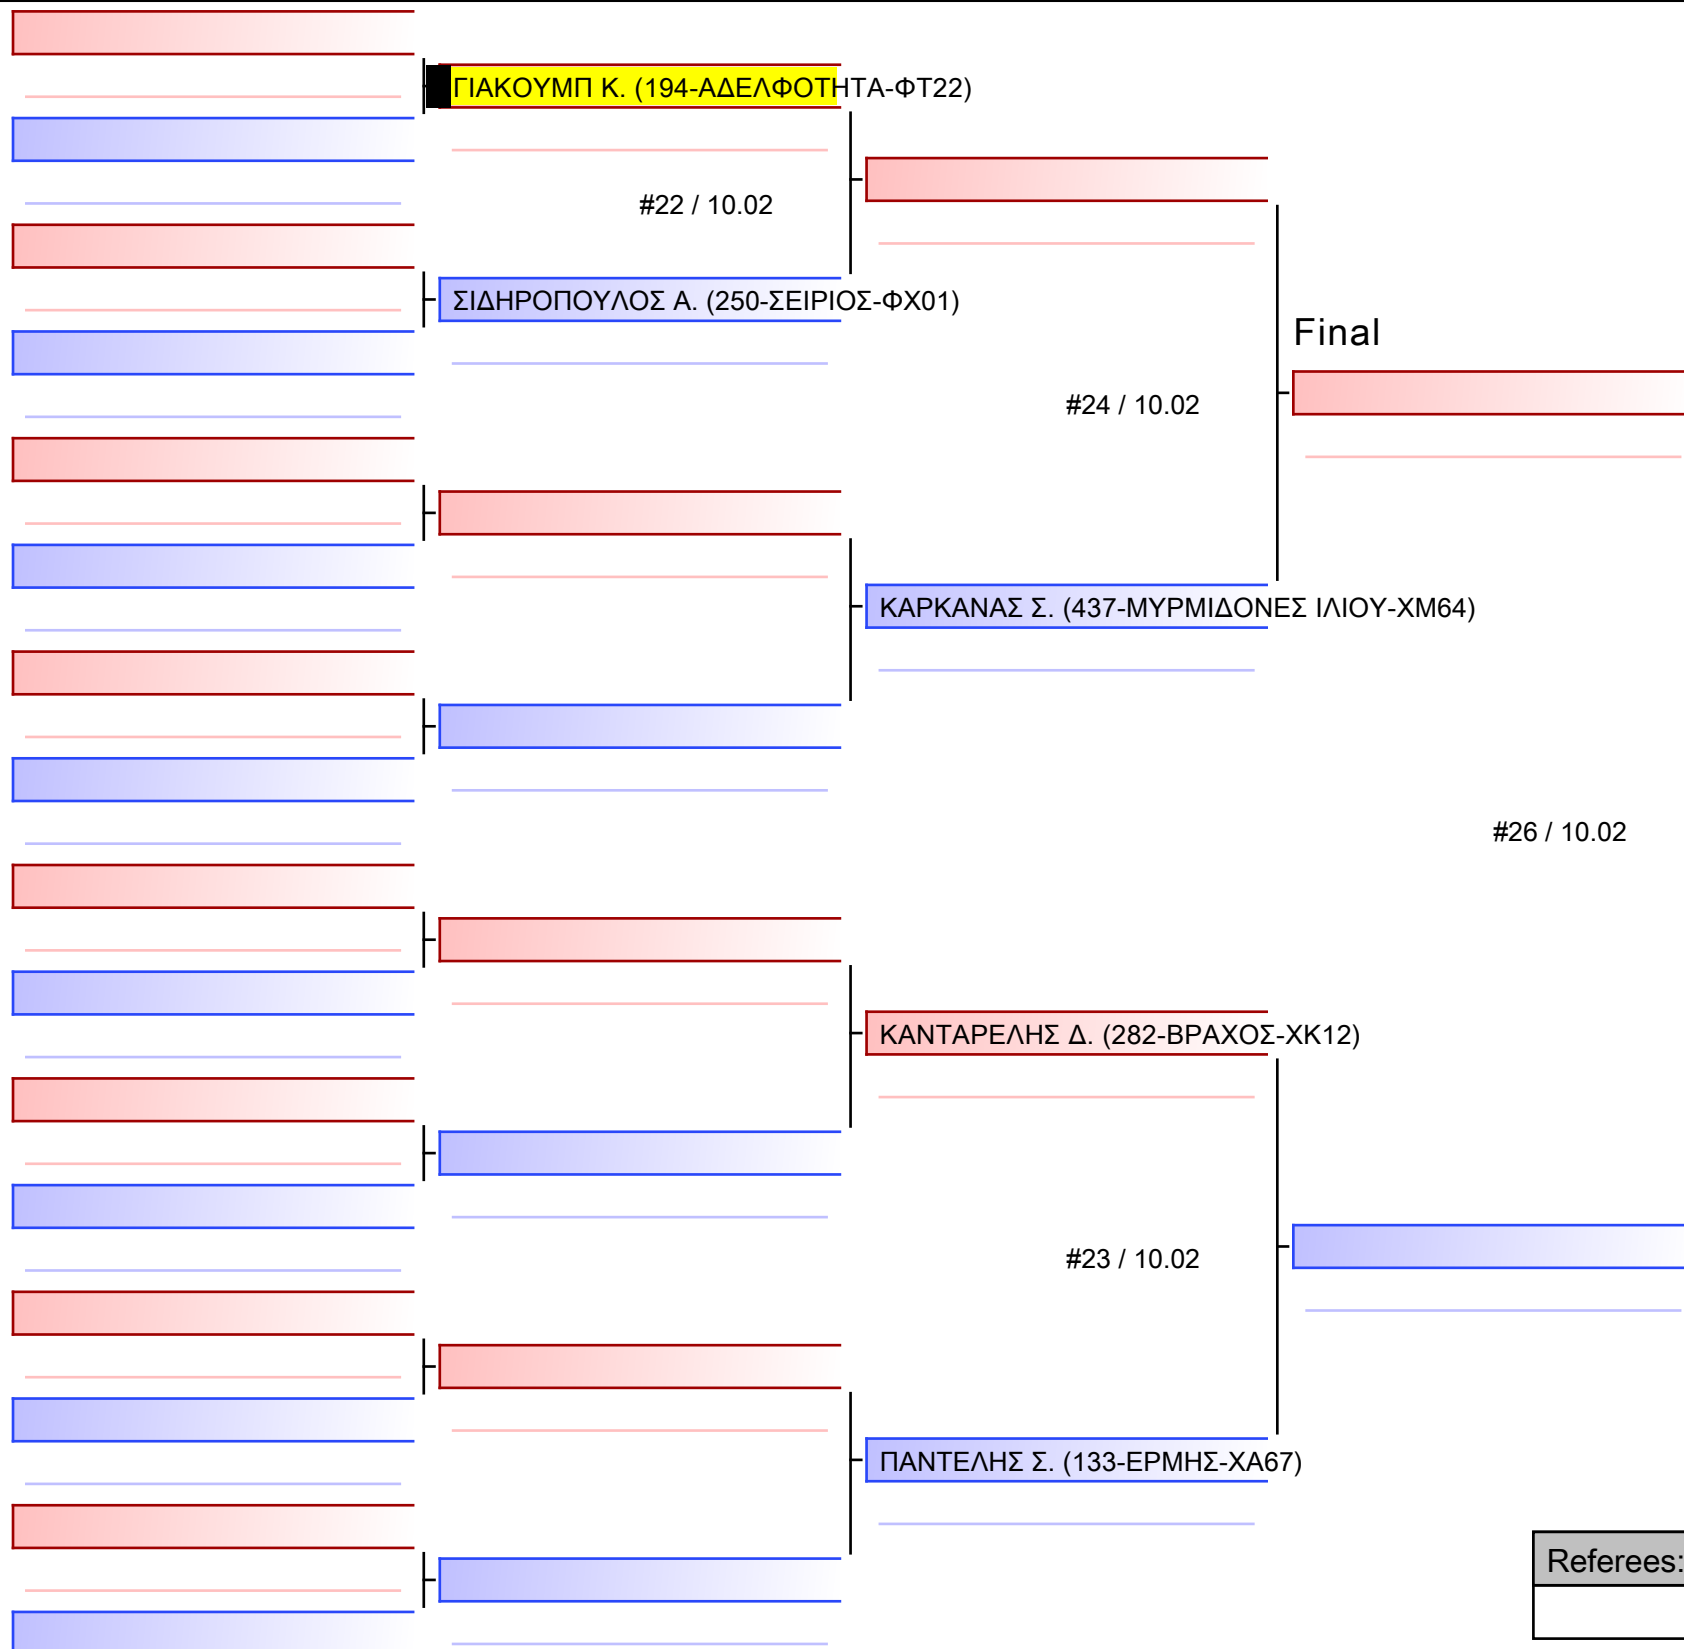 ΓΙΑΚΟΥΜΠ Κ. (194-ΑΔΕΛΦΟΤΗΤΑ-ΦΤ22)
#22 / 10.02
ΣΙΔΗΡΟΠΟΥΛΟΣ Α. (250-ΣΕΙΡΙΟΣ-ΦΧ01)
Final
#24 / 10.02
ΚΑΡΚΑΝΑΣ Σ. (437-ΜΥΡΜΙΔΟΝΕΣ ΙΛΙΟΥ-ΧΜ64)
#26 / 10.02
ΚΑΝΤΑΡΕΛΗΣ Δ. (282-ΒΡΑΧΟΣ-ΧΚ12)
#23 / 10.02
ΠΑΝΤΕΛΗΣ Σ. (133-ΕΡΜΗΣ-ΧΑ67)
Referees: